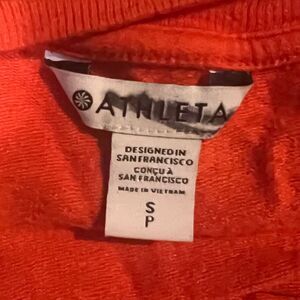 ATHLETA
DESIGNED IN
SAN FRANCISCO
CONÇU À
SAN FRANCISCO
MADE IN VIETNAM
S
P